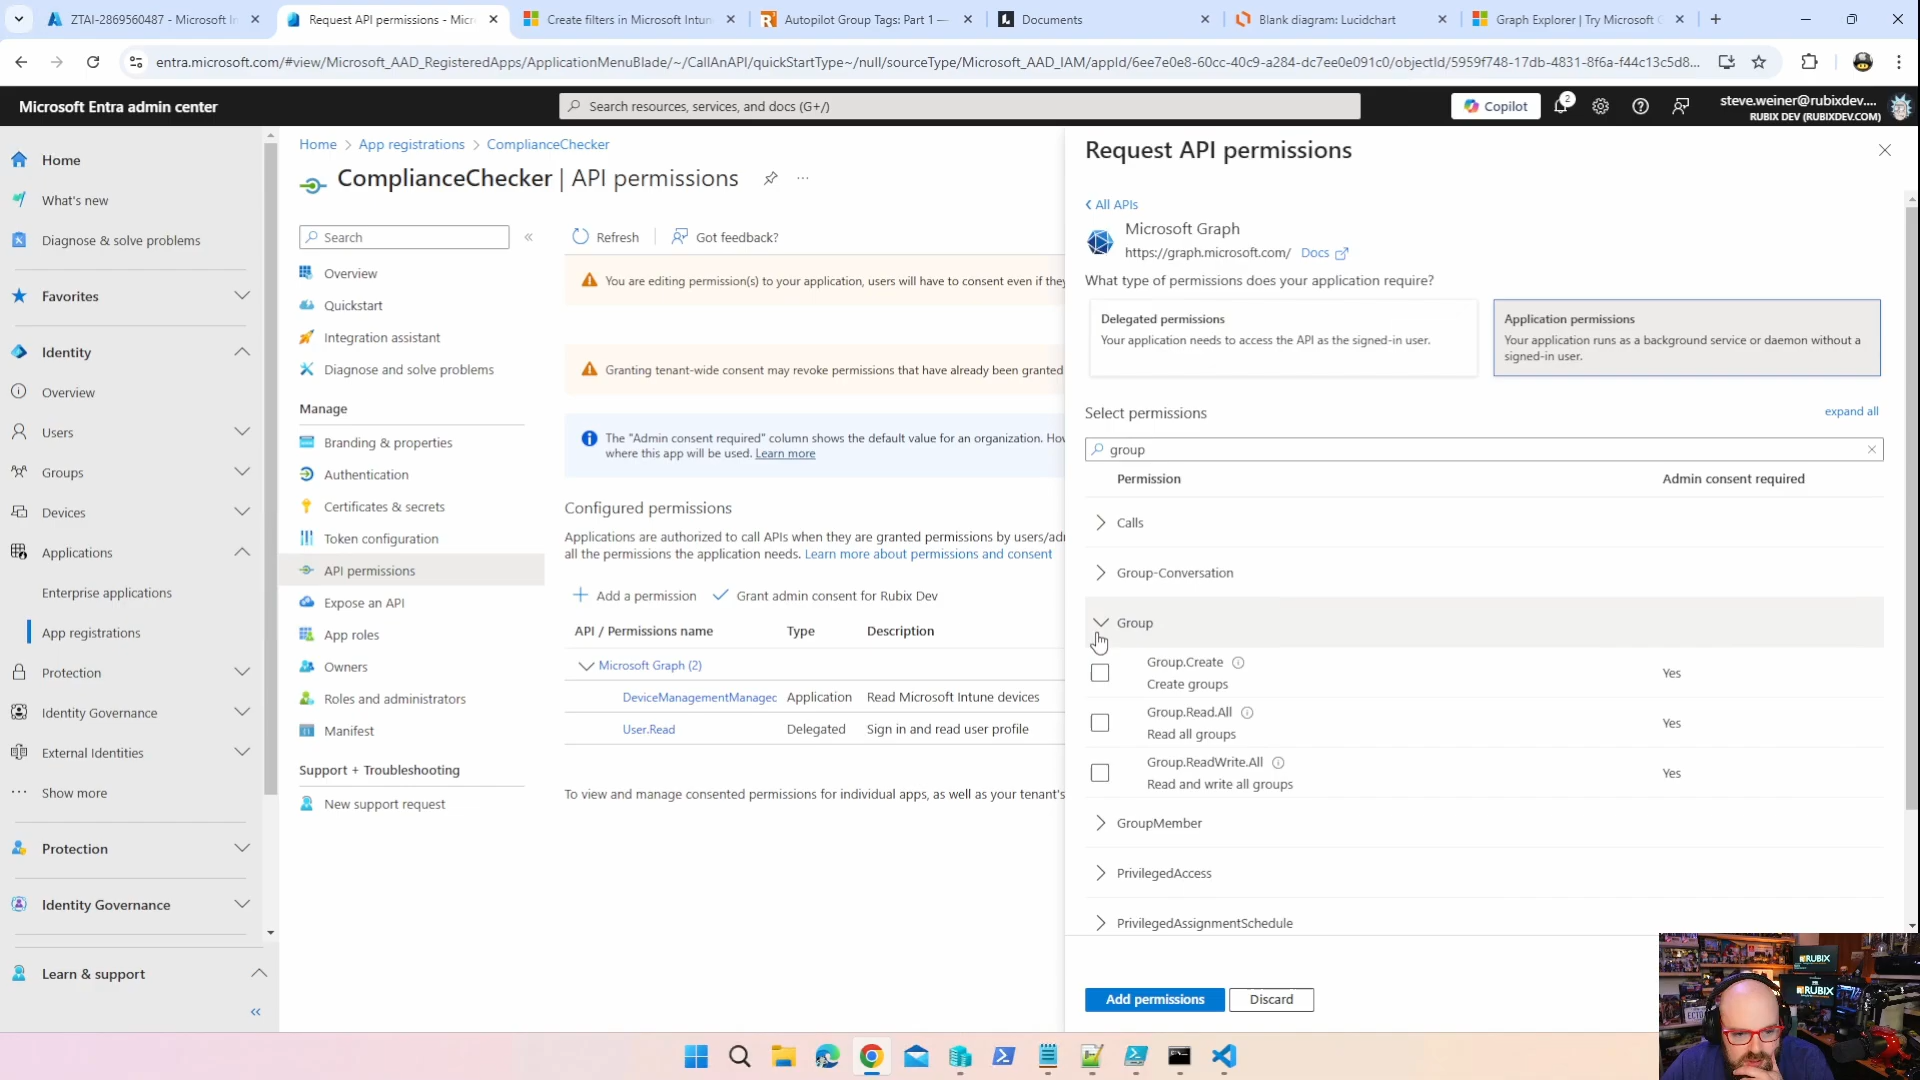 ZTAI-2869560487 - Microsoft In
Request API permissions - Micr
Create filters in Microsoft Intun
Autopilot Group Tags: Part 1 —
Documents
Blank diagram: Lucidchart
Graph Explorer | Try Microsoft G
entra.microsoft.com/#view/Microsoft_AAD_RegisteredApps/ApplicationMenuBlade/~/CallAnAPI/quickStartType~/null/sourceType/Microsoft_AAD_IAM/appId/6ee7e0e8-60cc-40c9-a284-dc7ee0e091c0/objectId/5959f748-17db-4831-8f6a-f44c13c5d8...
Microsoft Entra admin center
Search resources, services, and docs (G+/)
Copilot
2
steve.weiner@rubixdev....
RUBIX DEV (RUBIXDEV.COM)
Home
What's new
Diagnose & solve problems
Favorites
Identity
Overview
Users
Groups
Devices
Applications
Enterprise applications
App registrations
Protection
Identity Governance
External Identities
Show more
Protection
Identity Governance
Learn & support
Home > App registrations > ComplianceChecker
ComplianceChecker | API permissions
Search
Overview
Quickstart
Integration assistant
Diagnose and solve problems
Manage
Branding & properties
Authentication
Certificates & secrets
Token configuration
API permissions
Expose an API
App roles
Owners
Roles and administrators
Manifest
Support + Troubleshooting
New support request
Refresh
Got feedback?
You are editing permission(s) to your application, users will have to consent even if they
Granting tenant-wide consent may revoke permissions that have already been granted
The "Admin consent required" column shows the default value for an organization. Hov
where this app will be used. Learn more
Configured permissions
Applications are authorized to call APIs when they are granted permissions by users/adr
all the permissions the application needs. Learn more about permissions and consent
Add a permission
Grant admin consent for Rubix Dev
API / Permissions name Type Description
Microsoft Graph (2)
DeviceManagementManagec Application Read Microsoft Intune devices
User.Read Delegated Sign in and read user profile
To view and manage consented permissions for individual apps, as well as your tenant's
Request API permissions
All APIs
Microsoft Graph
https://graph.microsoft.com/ Docs
What type of permissions does your application require?
Delegated permissions
Your application needs to access the API as the signed-in user.
Application permissions
Your application runs as a background service or daemon without a
signed-in user.
Select permissions
expand all
group
Permission
Admin consent required
Calls
Group-Conversation
Group
Group.Create
Create groups
Yes
Group.Read.All
Read all groups
Yes
Group.ReadWrite.All
Read and write all groups
Yes
GroupMember
PrivilegedAccess
PrivilegedAssignmentSchedule
Add permissions
Discard
RUBIX
RUBIX